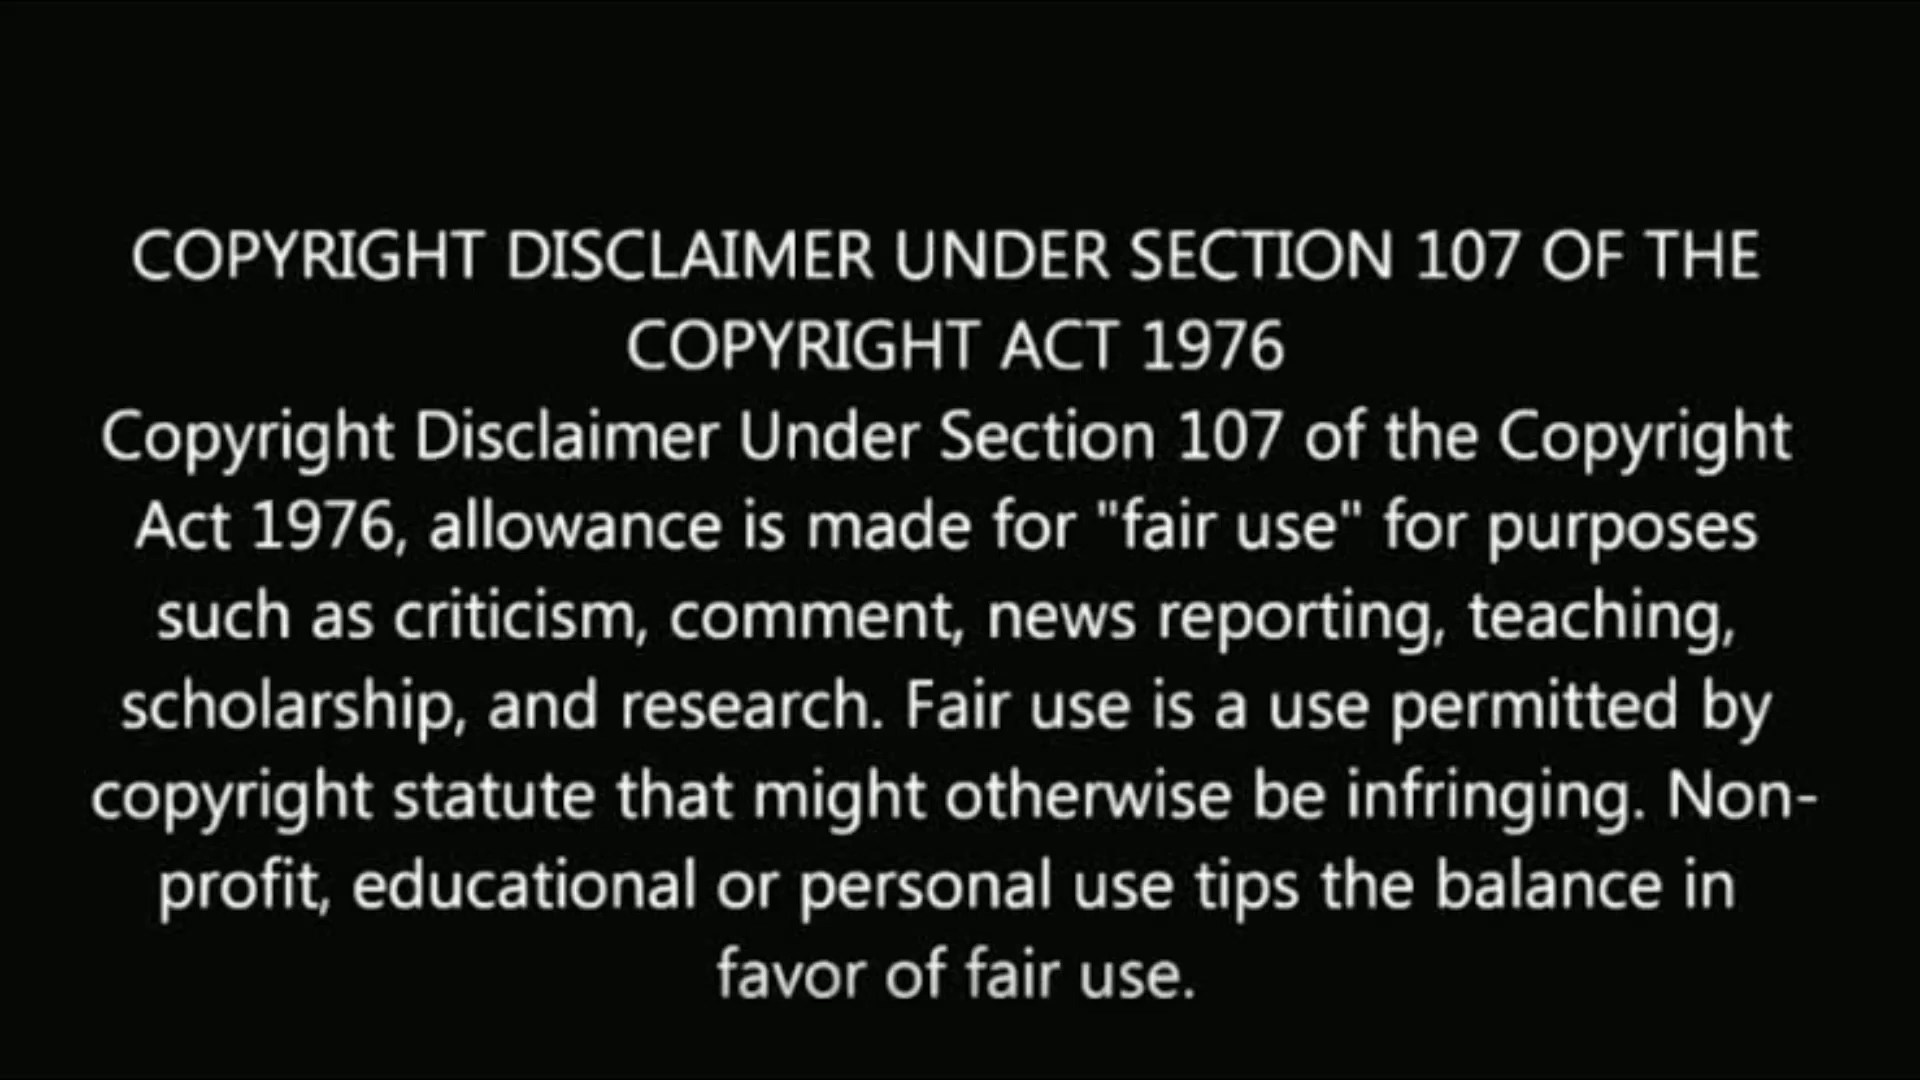 COPYRIGHT DISCLAIMER UNDER SECTION 107 OF THE
COPYRIGHT ACT 1976
Copyright Disclaimer Under Section 107 of the Copyright
Act 1976, allowance is made for "fair use" for purposes
such as criticism, comment, news reporting, teaching,
scholarship, and research. Fair use is a use permitted by
copyright statute that might otherwise be infringing. Non-
profit, educational or personal use tips the balance in
favor of fair use.